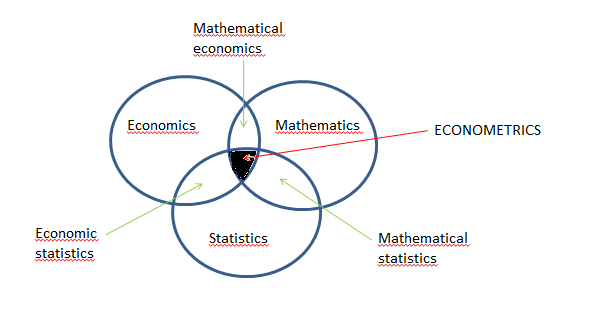 Mathematical
economics
Economics
Mathematics
ECONOMETRICS
Economic
statistics
Statistics
Mathematical
statistics